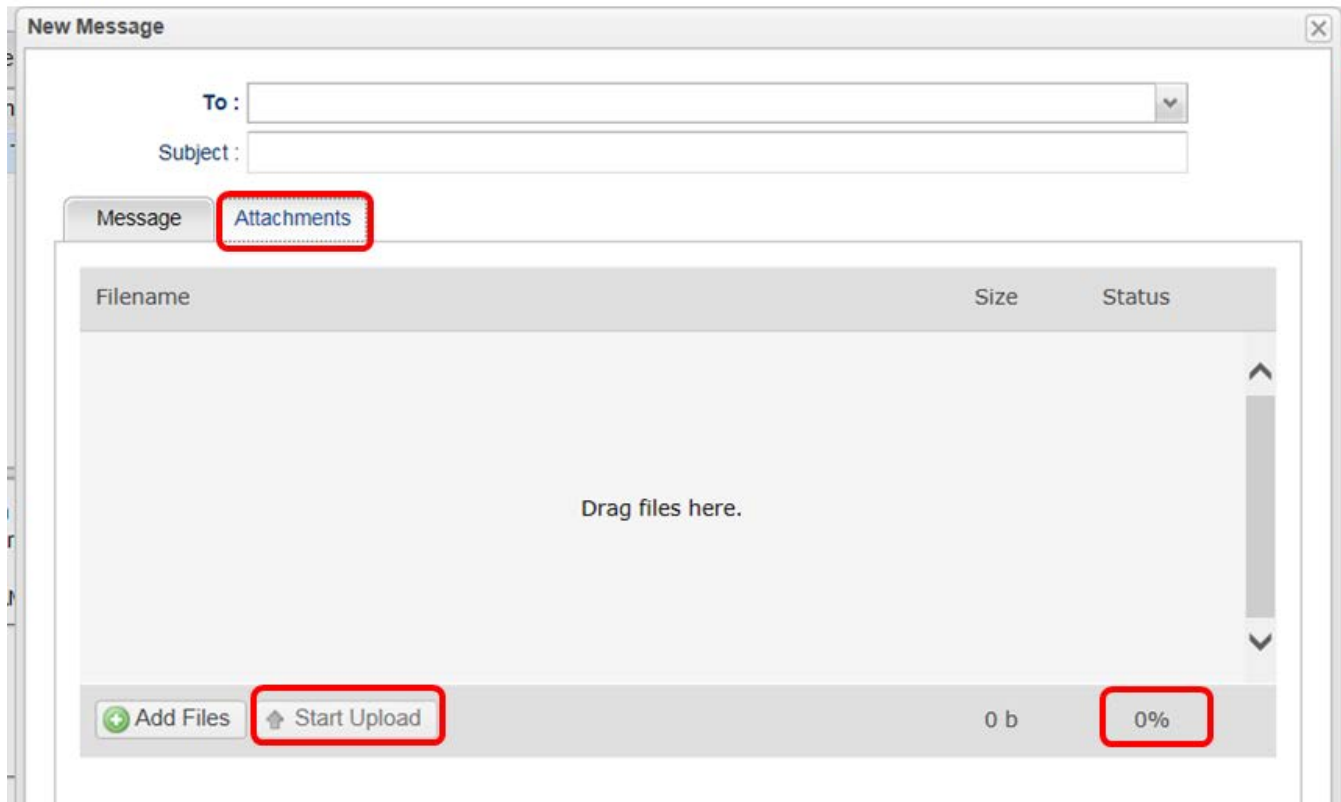 New Message
To :
Subject :
Message Attachments
Filename Size Status
Drag files here.
Add Files Start Upload 0 b 0%